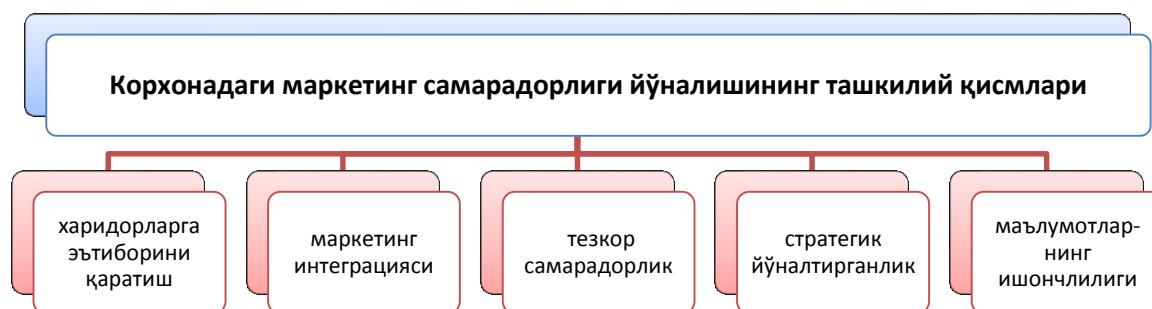 Корхонадаги маркетинг самарадорлиги йўналишининг ташкилий қисмлари
харидорларга
эътиборини
қаратиш
маркетинг
интеграцияси
тезкор
самарадорлик
стратегик
йўналтирганлик
маълумотлар-
нинг
ишончлилиги